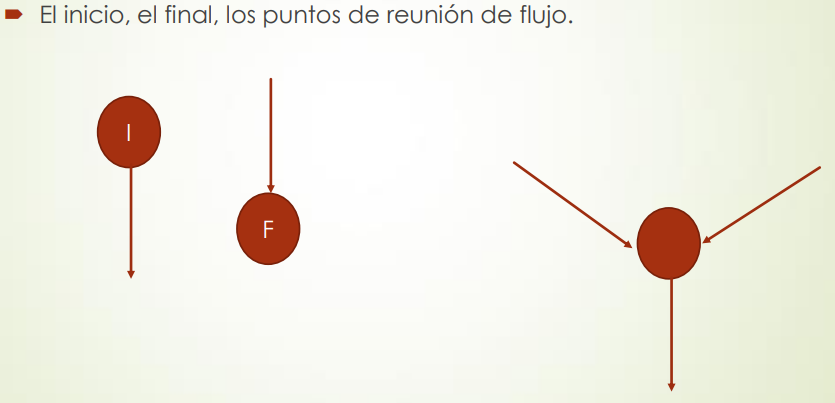 El inicio, el final, los puntos de reunión de flujo.
I
F